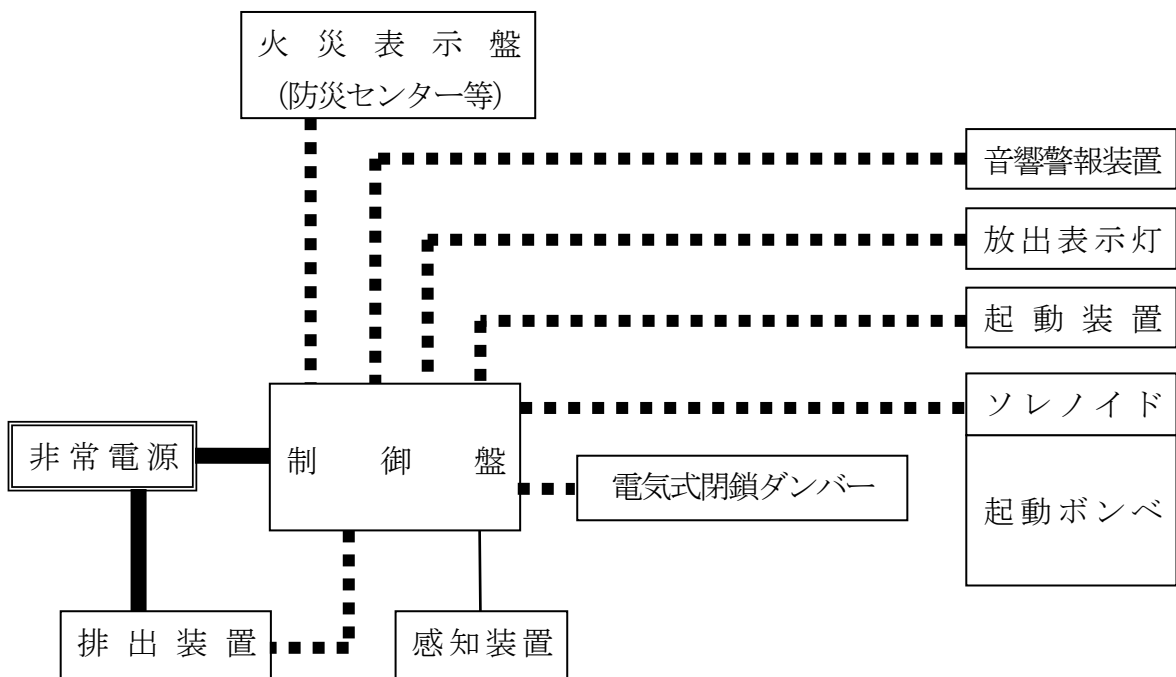 火災表示盤
(防災センター等)
音響警報装置
放出表示灯
起動装置
ソレノイド
非常電源
制御盤
電気式閉鎖ダンバー
起動ボンベ
排出装置
感知装置